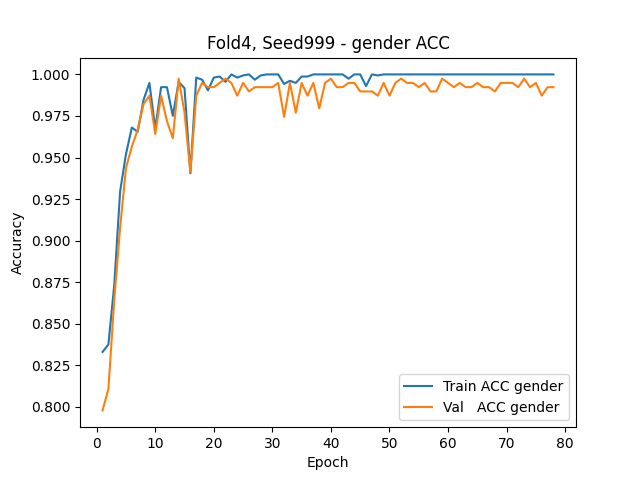 Fold4, Seed999 - gender ACC
Accuracy
1.000
0.975
0.950
0.925
0.900
0.875
0.850
0.825
0.800
Train ACC gender
Val   ACC gender
0 10 20 30 40 50 60 70 80
Epoch